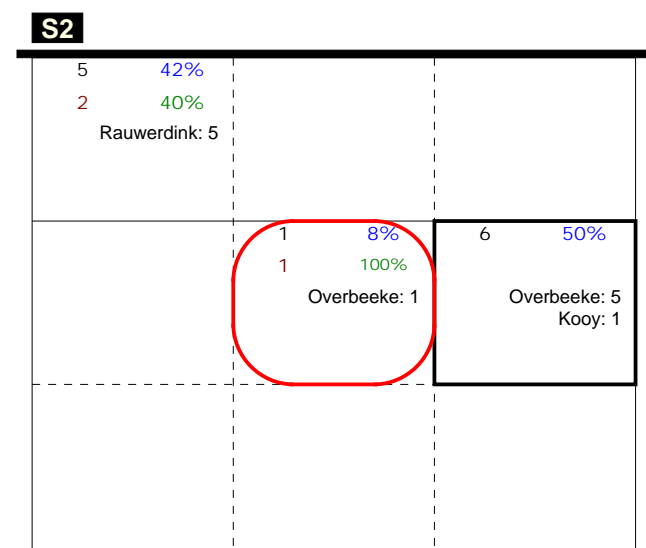 S2
5 42%
2 40%
Rauwerdink: 5
1 8%
1 100%
Overbeeke: 1
6 50%
Overbeeke: 5
Kooy: 1